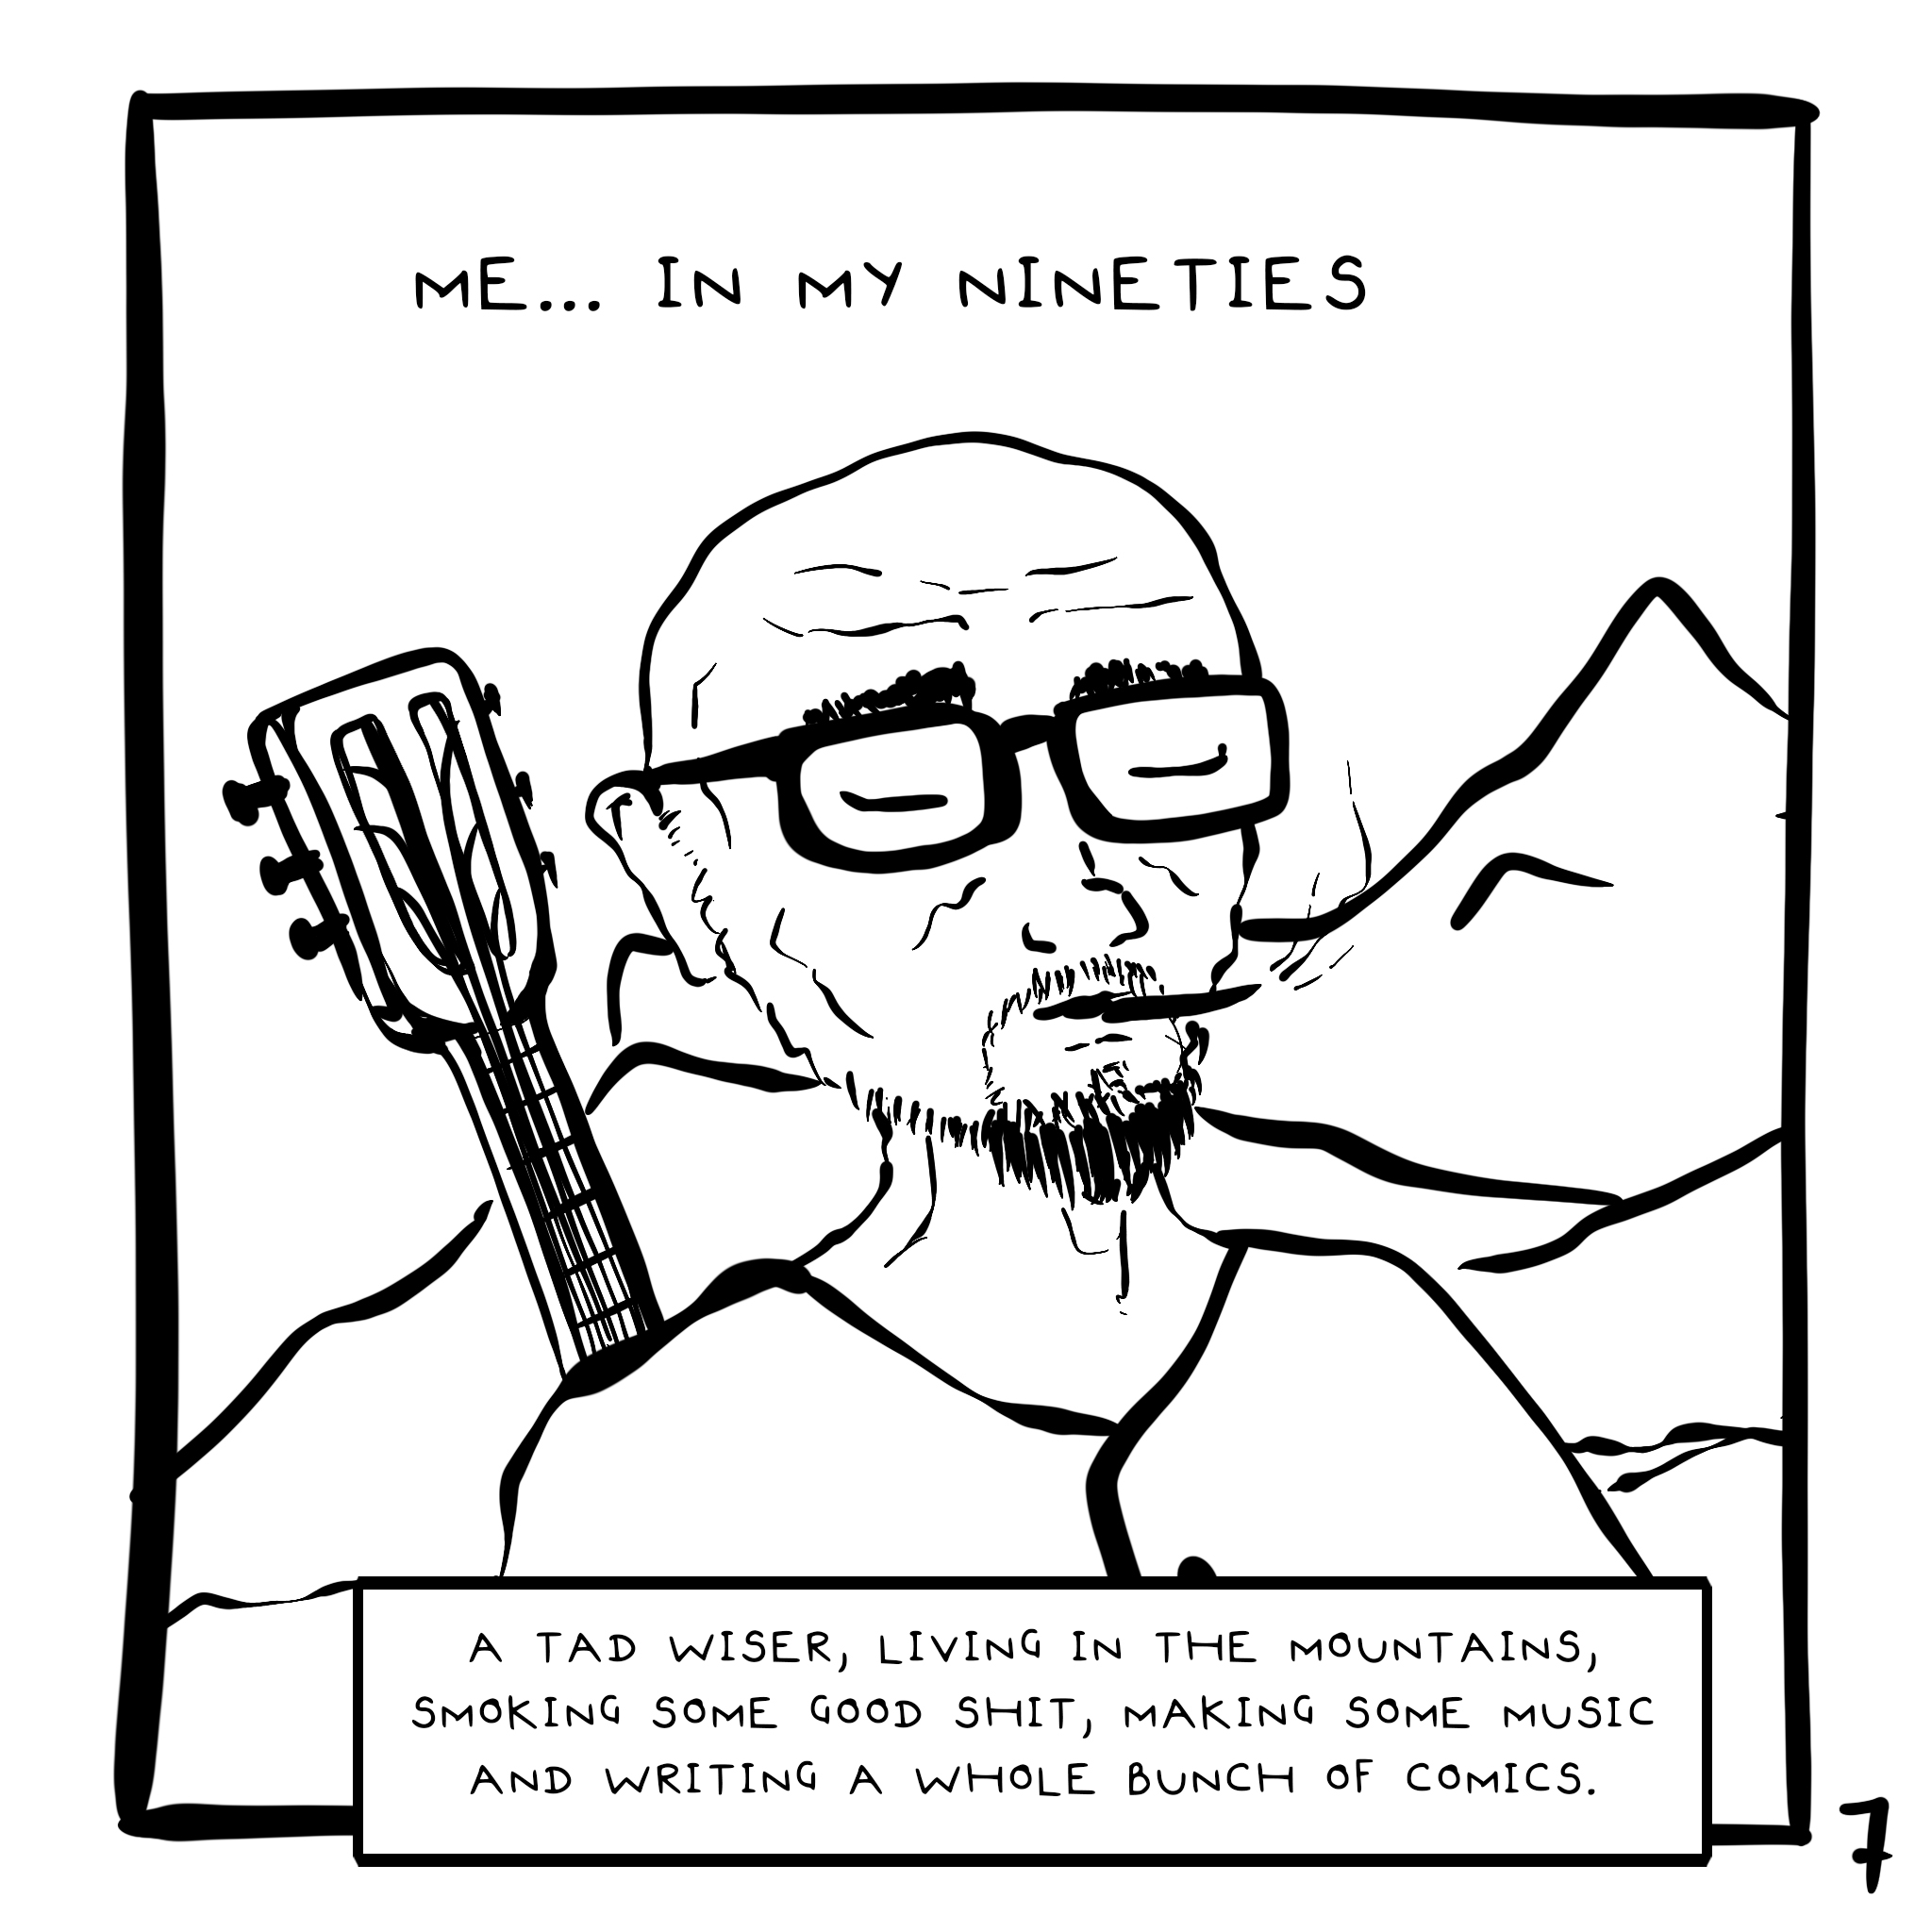 ME... IN MY NINETIES
A TAD WISER, LIVING IN THE MOUNTAINS,
SMOKING SOME GOOD SHIT, MAKING SOME MUSIC
AND WRITING A WHOLE BUNCH OF COMICS.
7